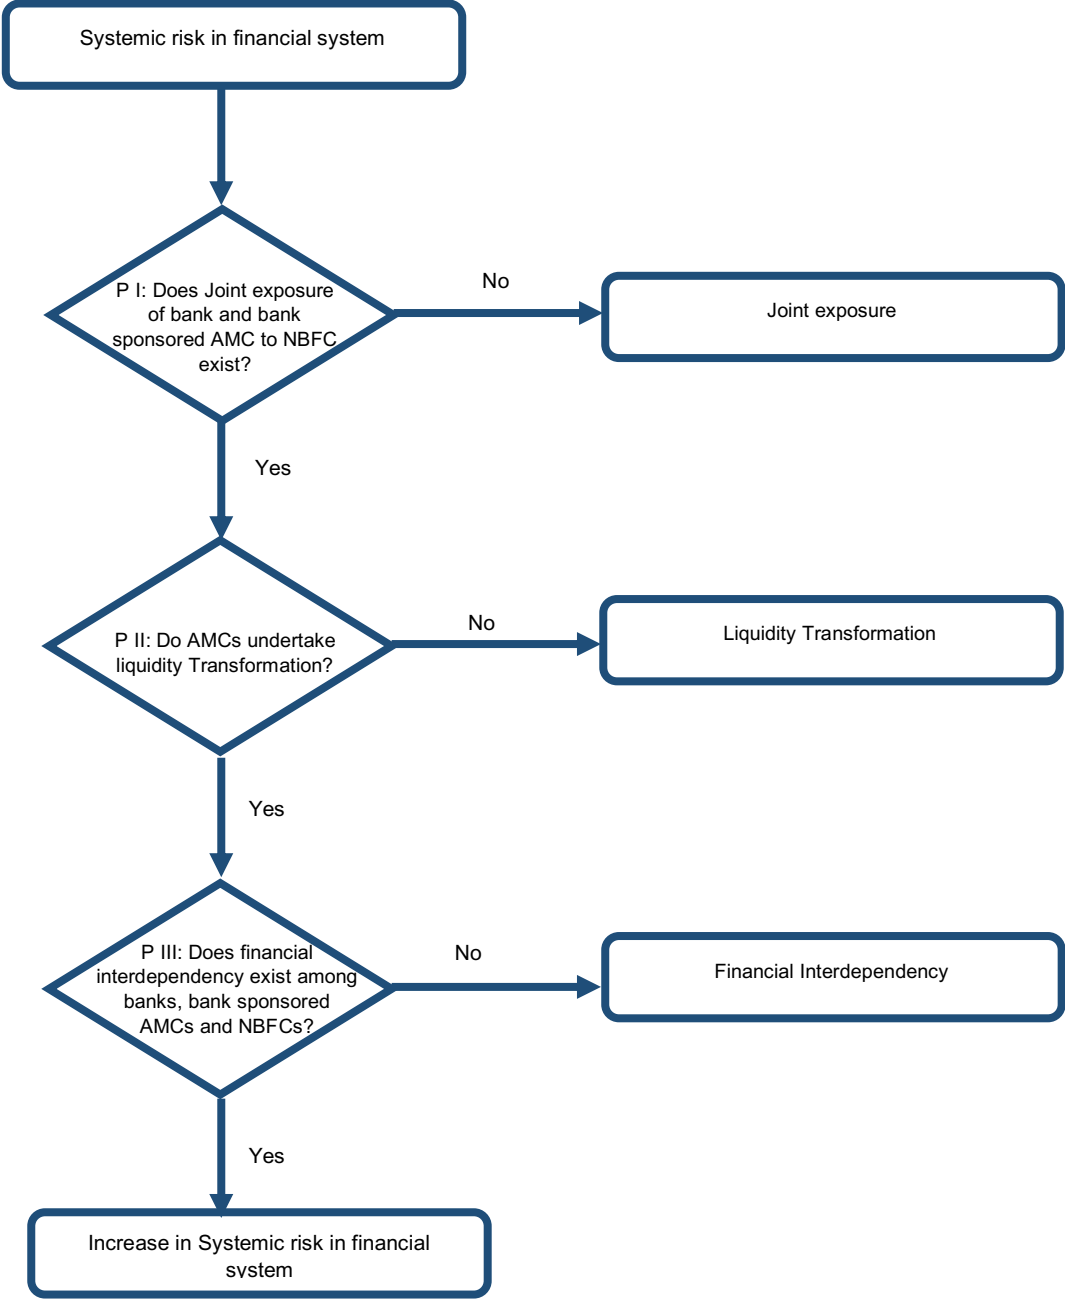 Systemic risk in financial system
P I: Does Joint exposure
of bank and bank
sponsored AMC to NBFC
exist?
No
Joint exposure
Yes
P II: Do AMCs undertake
liquidity Transformation?
No
Liquidity Transformation
Yes
P III: Does financial
interdependency exist among
banks, bank sponsored
AMCs and NBFCs?
No
Financial Interdependency
Yes
Increase in Systemic risk in financial
system